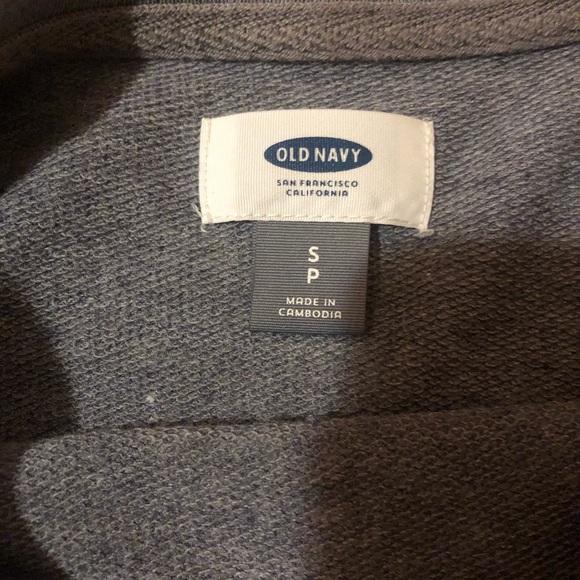 OLD NAVY
SAN FRANCISCO
CALIFORNIA
S
P
MADE IN
CAMBODIA